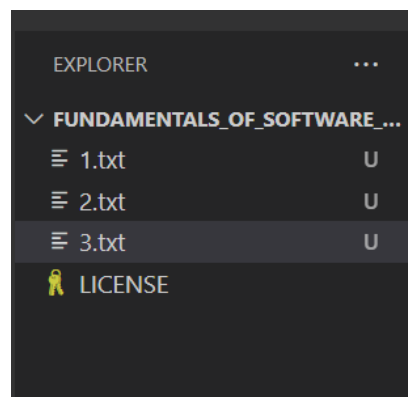 EXPLORER ...
FUNDAMENTALS_OF_SOFTWARE_...
1.txt U
2.txt U
3.txt U
LICENSE